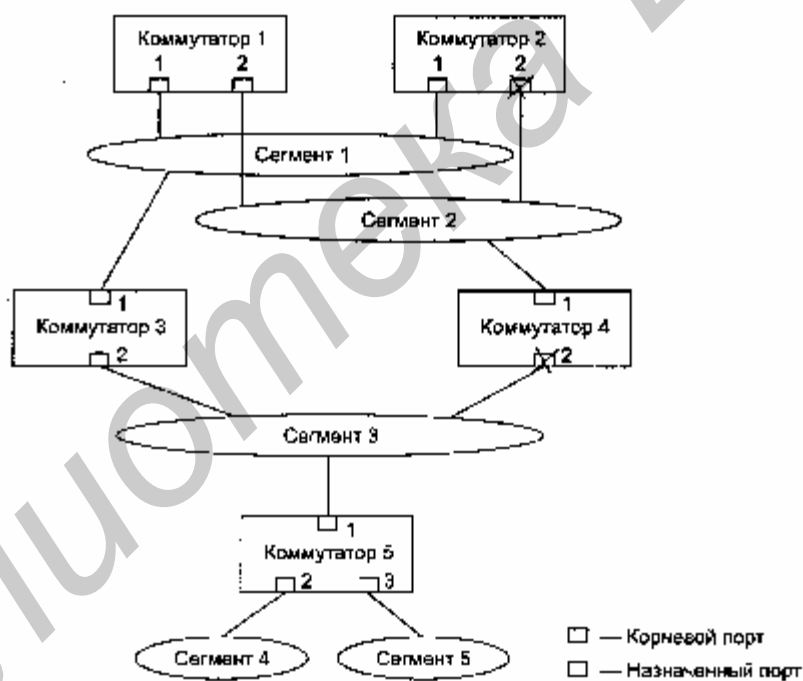 Коммутатор 1
1 2
Коммутатор 2
1 2
Сегмент 1
Сегмент 2
1
Коммутатор 3
2
1
Коммутатор 4
2
Сегмент 3
1
Коммутатор 5
2 3
Сегмент 4
Сегмент 5
— Корневой порт
— Назначенный порт